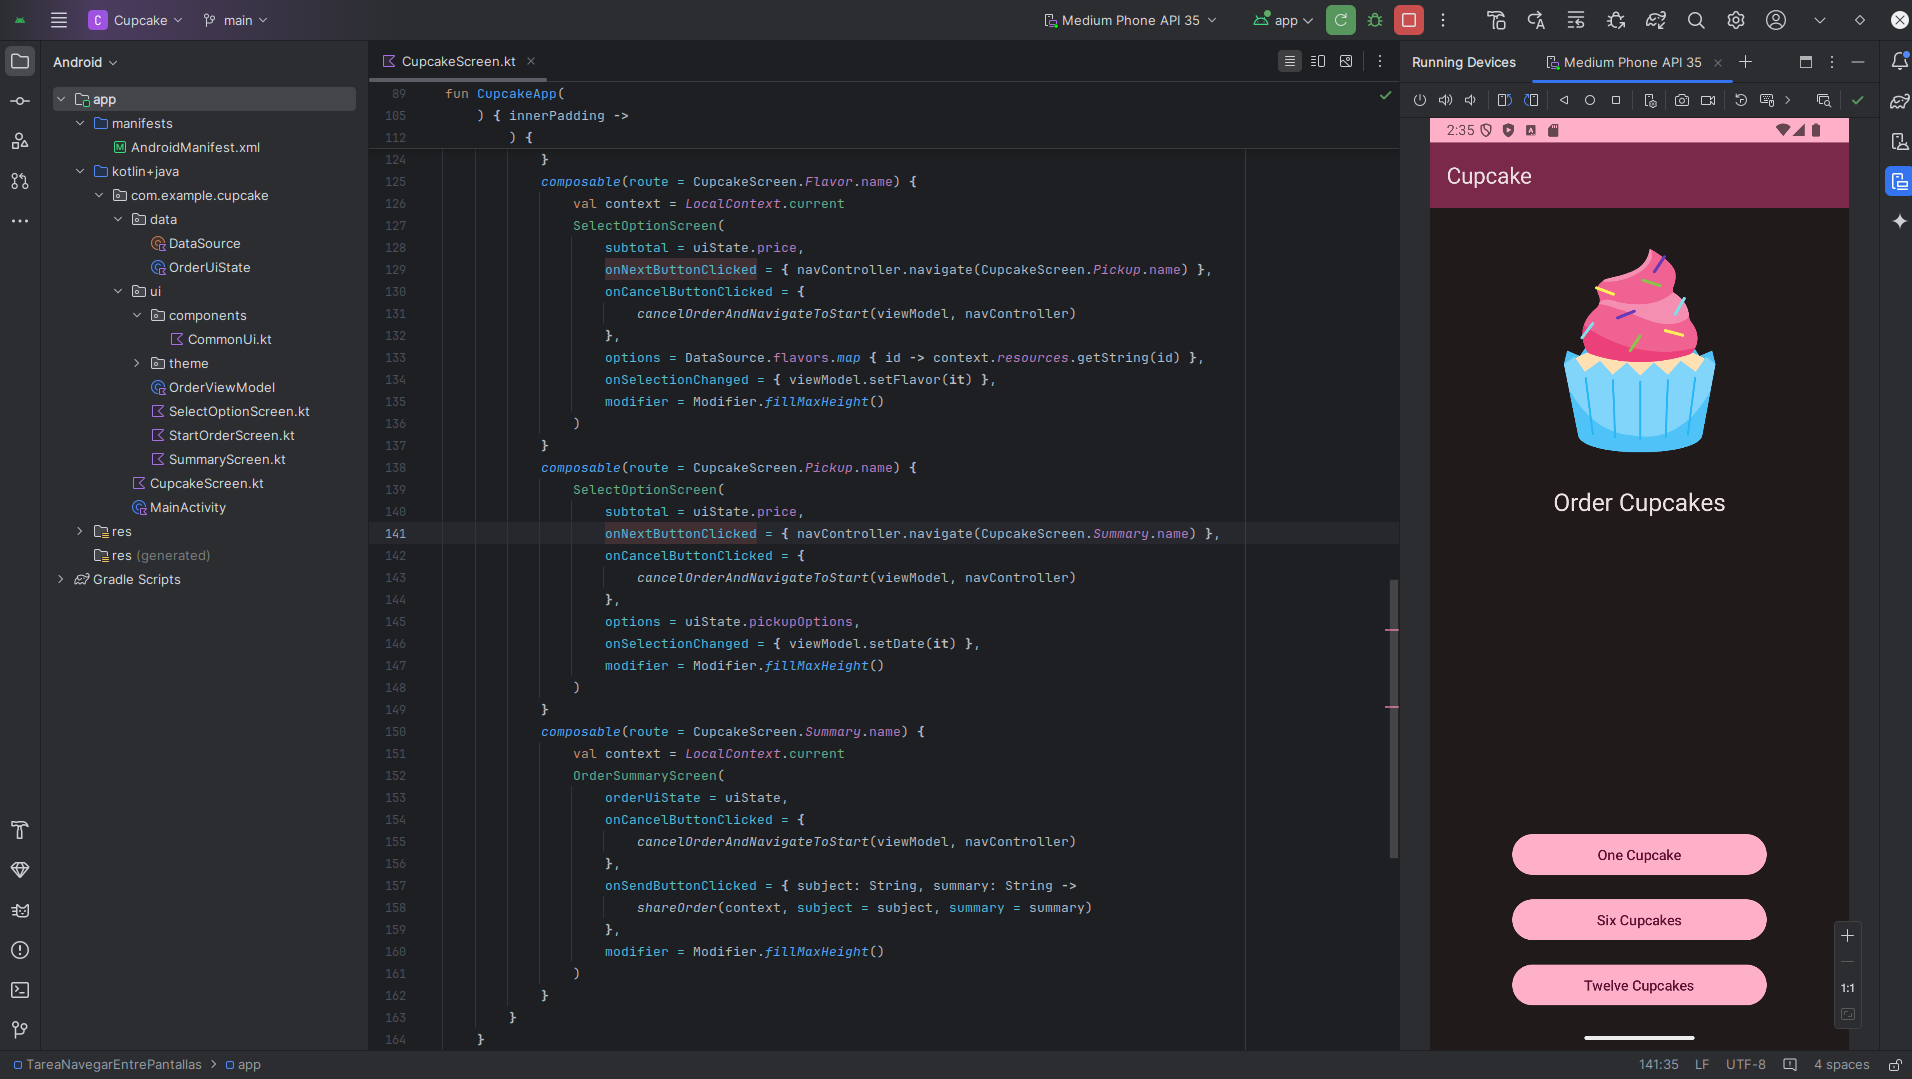 C Cupcake main Medium Phone API 35 app
Android
app
manifests
M AndroidManifest.xml
kotlin+java
com.example.cupcake
data
DataSource
OrderUiState
ui
components
CommonUi.kt
theme
OrderViewModel
SelectOptionScreen.kt
StartOrderScreen.kt
SummaryScreen.kt
CupcakeScreen.kt
MainActivity
res
res (generated)
Gradle Scripts
CupcakeScreen.kt
89 fun CupcakeApp(
105 ) { innerPadding ->
112 ) {
124 }
125 composable(route = CupcakeScreen.Flavor.name) {
126 val context = LocalContext.current
127 SelectOptionScreen(
128 subtotal = uiState.price,
129 onNextButtonClicked = { navController.navigate(CupcakeScreen.Pickup.name) },
130 onCancelButtonClicked = {
131 cancelOrderAndNavigateToStart(viewModel, navController)
132 },
133 options = DataSource.flavors.map { id -> context.resources.getString(id) },
134 onSelectionChanged = { viewModel.setFlavor(it) },
135 modifier = Modifier.fillMaxHeight()
136 )
137 }
138 composable(route = CupcakeScreen.Pickup.name) {
139 SelectOptionScreen(
140 subtotal = uiState.price,
141 onNextButtonClicked = { navController.navigate(CupcakeScreen.Summary.name) },
142 onCancelButtonClicked = {
143 cancelOrderAndNavigateToStart(viewModel, navController)
144 },
145 options = uiState.pickupOptions,
146 onSelectionChanged = { viewModel.setDate(it) },
147 modifier = Modifier.fillMaxHeight()
148 )
149 }
150 composable(route = CupcakeScreen.Summary.name) {
151 val context = LocalContext.current
152 OrderSummaryScreen(
153 orderUiState = uiState,
154 onCancelButtonClicked = {
155 cancelOrderAndNavigateToStart(viewModel, navController)
156 },
157 onSendButtonClicked = { subject: String, summary: String ->
158 shareOrder(context, subject = subject, summary = summary)
159 },
160 modifier = Modifier.fillMaxHeight()
161 )
162 }
163 }
164 }
Running Devices Medium Phone API 35
2:35
Cupcake
Order Cupcakes
One Cupcake
Six Cupcakes
Twelve Cupcakes
1:1
TareaNavegarEntrePantallas app
141:35 LF UTF-8 4 spaces